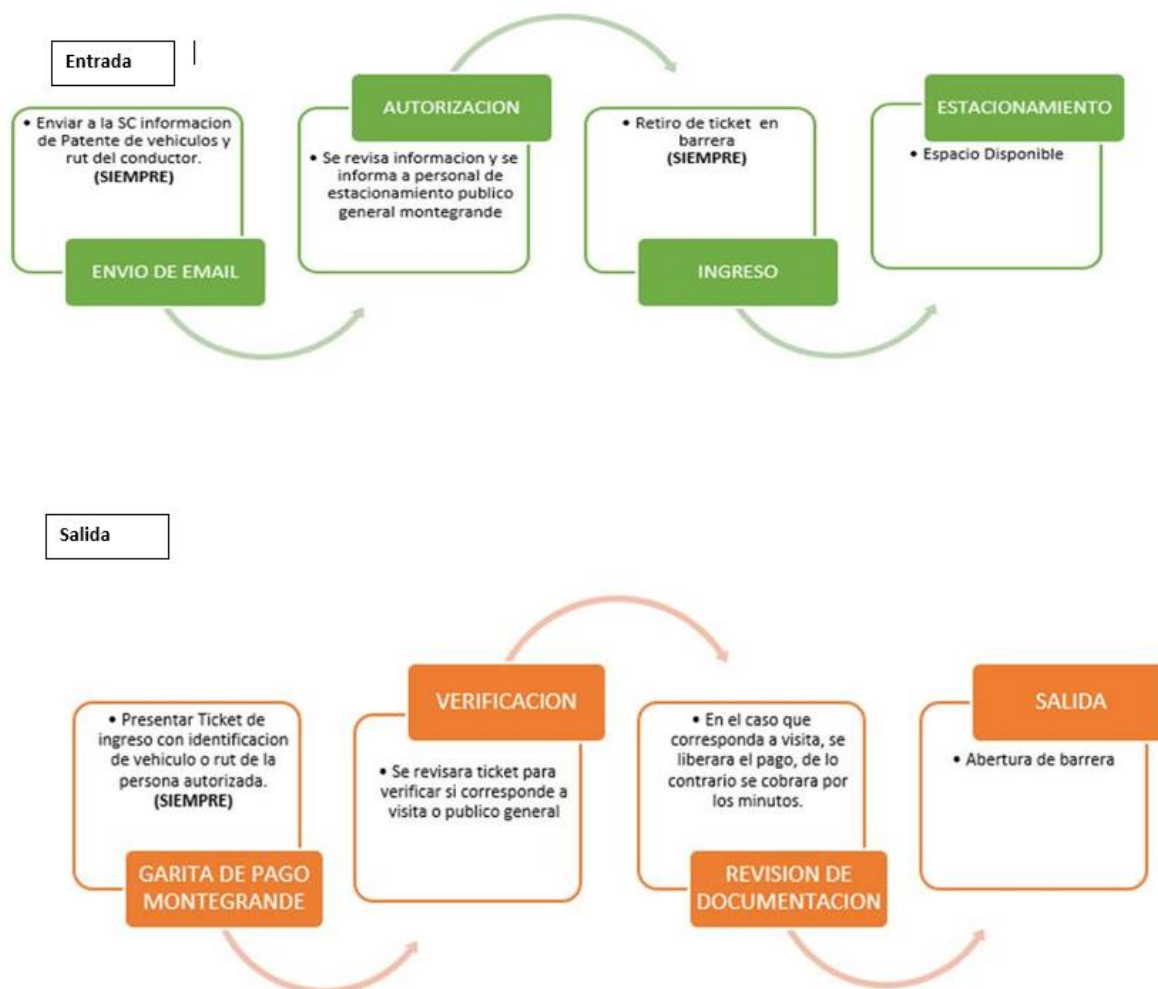 Entrada
• Enviar a la SC informacion
de Patente de vehiculos y
rut del conductor.
(SIEMPRE)
ENVIO DE EMAIL
AUTORIZACION
• Se revisa informacion y se
informa a personal de
estacionamiento publico
general montegrande
• Retiro de ticket en
barrera
(SIEMPRE)
INGRESO
ESTACIONAMIENTO
• Espacio Disponible
Salida
• Presentar Ticket de
ingreso con identificacion
de vehiculo o rut de la
persona autorizada.
(SIEMPRE)
GARITA DE PAGO
MONTEGRANDE
VERIFICACION
• Se revisara ticket para
verificar si corresponde a
visita o publico general
• En el caso que
corresponda a visita, se
liberara el pago, de lo
contrario se cobrara por
los minutos.
REVISION DE
DOCUMENTACION
SALIDA
• Abertura de barrera